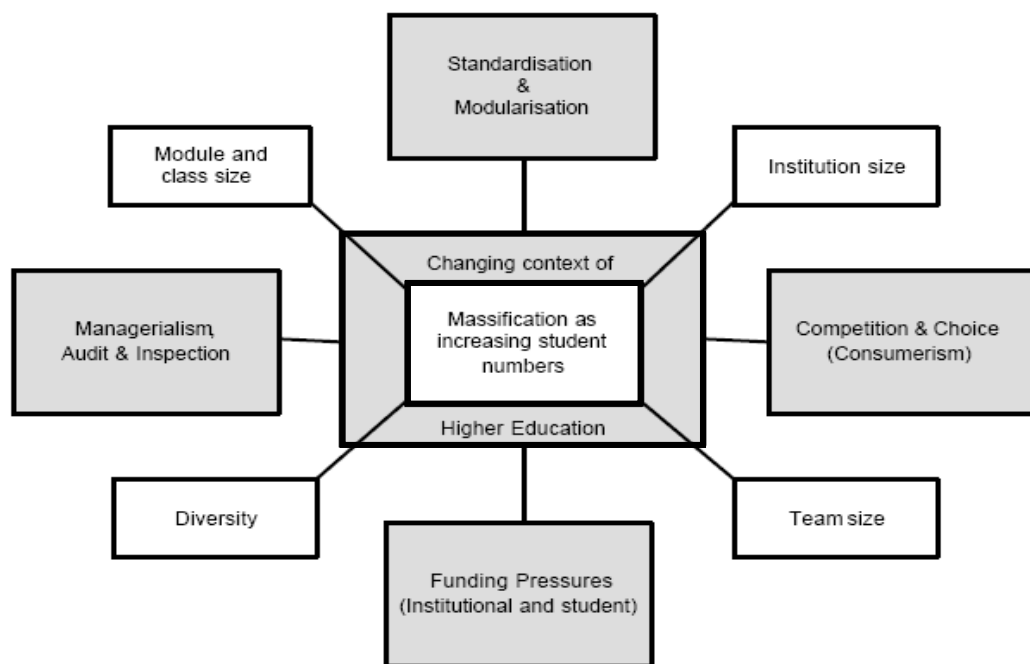 Standardisation
&
Modularisation
Module and
class size
Institution size
Changing context of
Managerialism,
Audit & Inspection
Massification as
increasing student
numbers
Competition & Choice
(Consumerism)
Higher Education
Diversity
Team size
Funding Pressures
(Institutional and student)